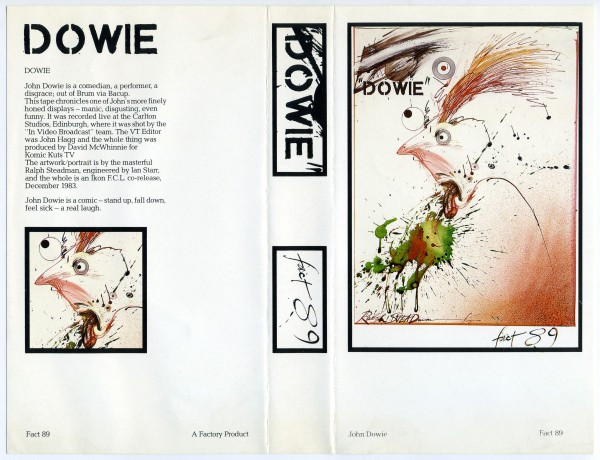 DOWIE
DOWIE
John Dowie is a comedian, a performer, a
disgrace; out of Brum via Bacup.
This tape chronicles one of John's more finely
honed displays – manic, disgusting, even
funny. It was recorded live at the Carlton
Studios, Edinburgh, where it was shot by the
"In Video Broadcast" team. The VT Editor
was John Hagg and the whole thing was
produced by David McWhinnie for
Komic Kuts TV
The artwork/portrait is by the masterful
Ralph Steadman, engineered by Ian Starr,
and the whole is an Ikon F.C.L. co-release,
December 1983.
John Dowie is a comic – stand up, fall down,
feel sick – a real laugh.
Fact 89
A Factory Product
"DOWIE"
fact 89
"DOWIE"
Ralph STEADman
fact 89
John Dowie
Fact 89